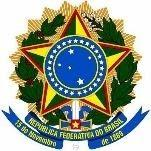 REPÚBLICA FEDERATIVA DO BRASIL
15 de Novembro de 1889